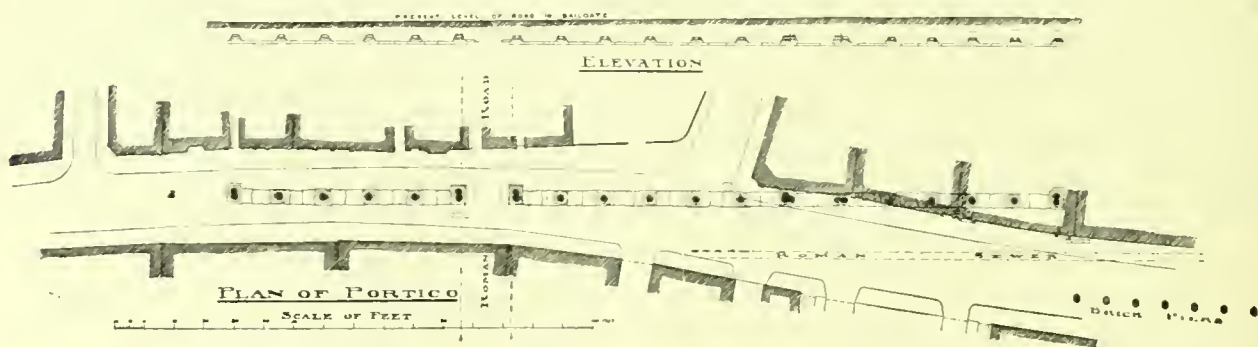 PRESENT LEVEL OF ROAD IN BAILGATE
ELEVATION
ROAD
ROMAN SEWER
ROMAN
PLAN OF PORTICO
SCALE OF FEET
BRICK PIERS